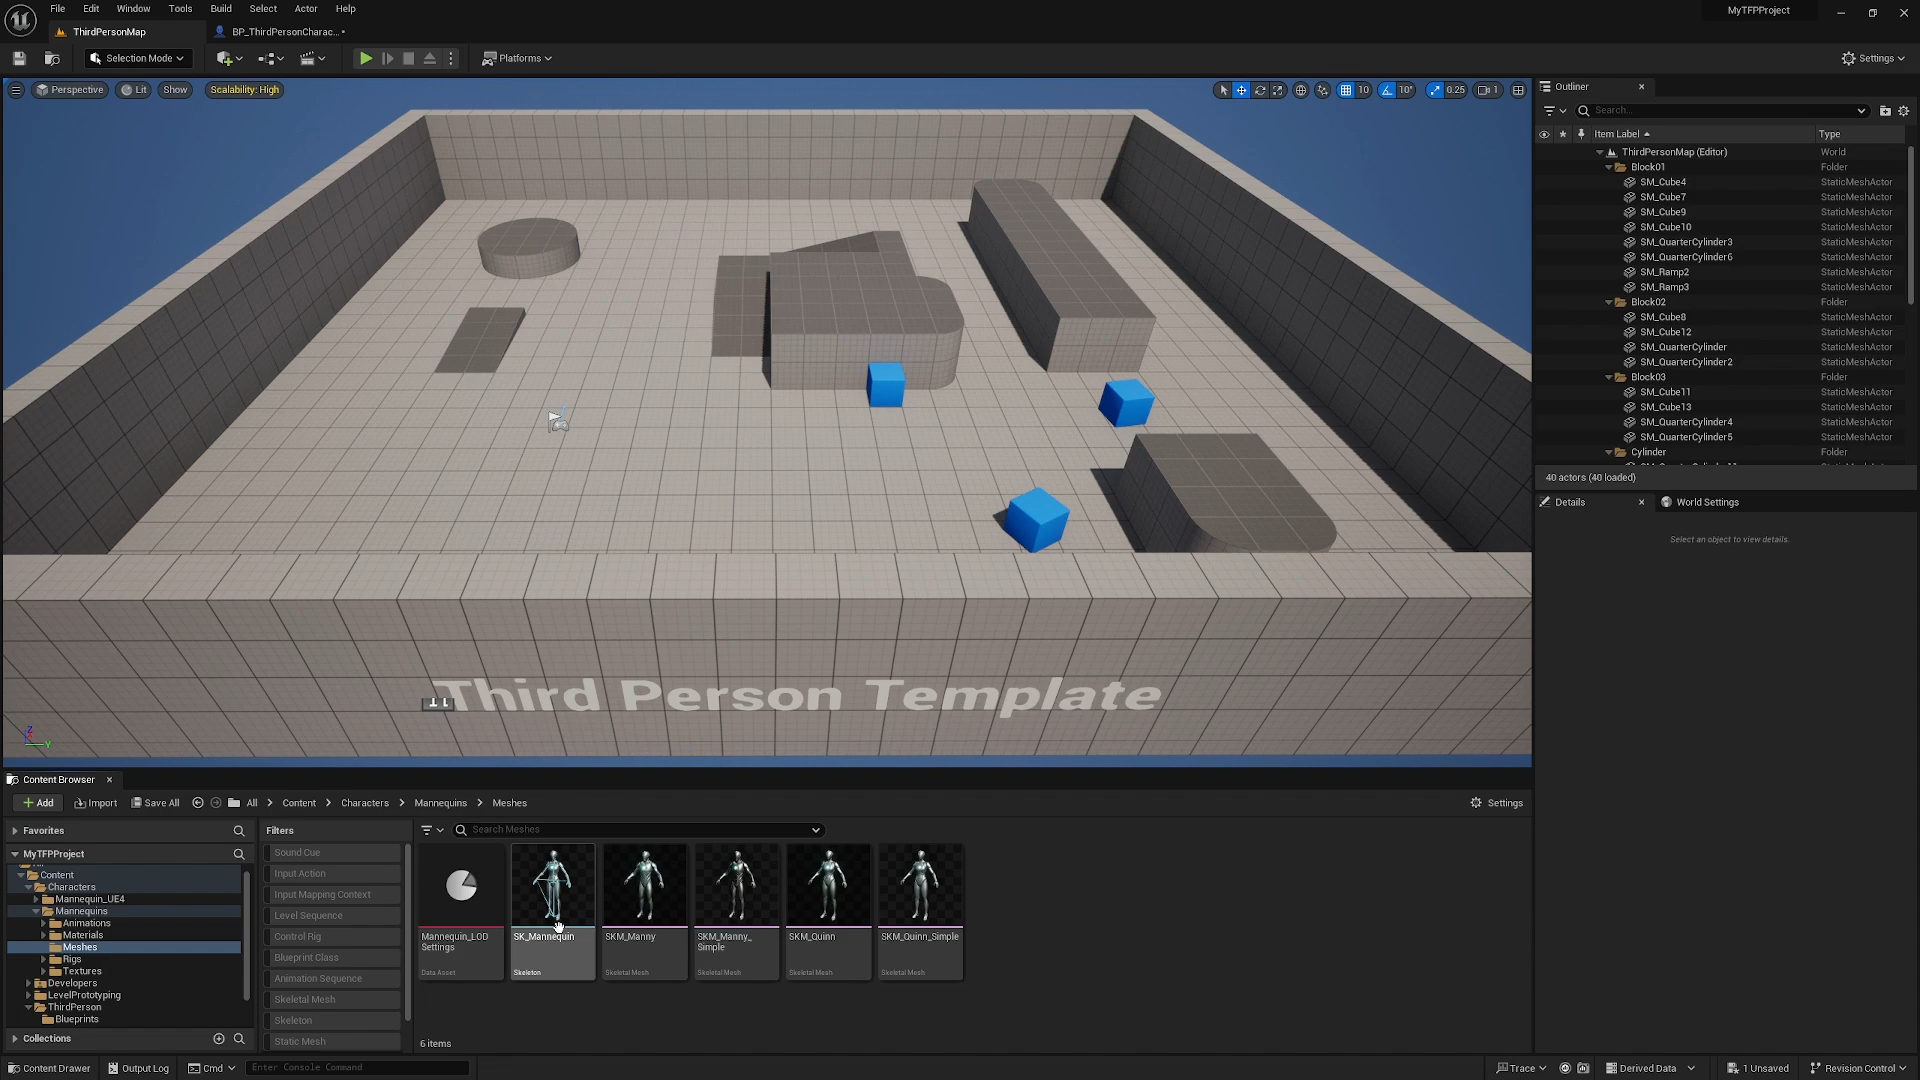 File Edit Window Tools Build Select Actor Help
MyTFPProject
ThirdPersonMap
BP_ThirdPersonCharac...•
Selection Mode
Platforms
Settings
Perspective Lit Show Scalability: High
10 10° 0.25 1
Third Person Template
Z
Y
Outliner
Search...
Item Label Type
ThirdPersonMap (Editor) World
Block01 Folder
SM_Cube4 StaticMeshActor
SM_Cube7 StaticMeshActor
SM_Cube9 StaticMeshActor
SM_Cube10 StaticMeshActor
SM_QuarterCylinder3 StaticMeshActor
SM_QuarterCylinder6 StaticMeshActor
SM_Ramp2 StaticMeshActor
SM_Ramp3 StaticMeshActor
Block02 Folder
SM_Cube8 StaticMeshActor
SM_Cube12 StaticMeshActor
SM_QuarterCylinder StaticMeshActor
SM_QuarterCylinder2 StaticMeshActor
Block03 Folder
SM_Cube11 StaticMeshActor
SM_Cube13 StaticMeshActor
SM_QuarterCylinder4 StaticMeshActor
SM_QuarterCylinder5 StaticMeshActor
Cylinder Folder
40 actors (40 loaded)
Details
World Settings
Select an object to view details.
Content Browser
Add Import Save All All Content Characters Mannequins Meshes
Settings
Favorites
MyTFPProject
Content
Characters
Mannequin_UE4
Mannequins
Animations
Materials
Meshes
Rigs
Textures
Developers
LevelPrototyping
ThirdPerson
Blueprints
Collections
Filters
Sound Cue
Input Action
Input Mapping Context
Level Sequence
Control Rig
Blueprint Class
Animation Sequence
Skeletal Mesh
Skeleton
Static Mesh
Search Meshes
Mannequin_LOD
Settings
Data Asset
SK_Mannequin
Skeleton
SKM_Manny
Skeletal Mesh
SKM_Manny_
Simple
Skeletal Mesh
SKM_Quinn
Skeletal Mesh
SKM_Quinn_Simple
Skeletal Mesh
6 items
Content Drawer Output Log Cmd Enter Console Command
Trace Derived Data 1 Unsaved Revision Control